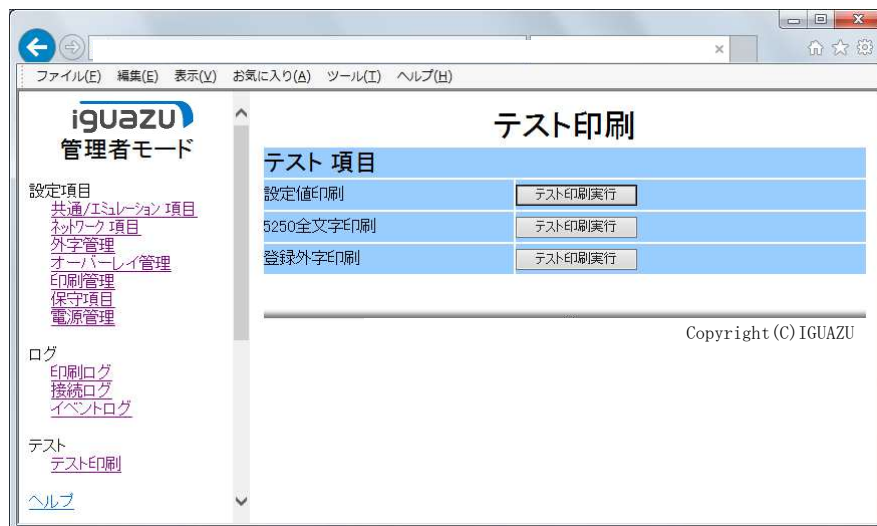 ファイル(F) 編集(E) 表示(V) お気に入り(A) ツール(T) ヘルプ(H)
iguazu
管理者モード
設定項目
共通/エミュレーション項目
ネットワーク項目
外字管理
オーバーレイ管理
印刷管理
保守項目
電源管理
ログ
印刷ログ
接続ログ
イベントログ
テスト
テスト印刷
ヘルプ
テスト印刷
テスト 項目
設定値印刷 テスト印刷実行
5250全文字印刷 テスト印刷実行
登録外字印刷 テスト印刷実行
Copyright(C)IGUAZU